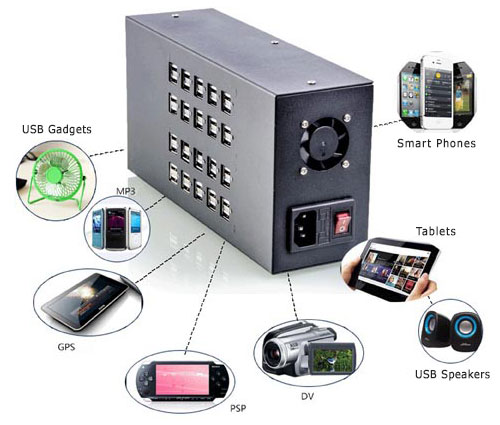 USB Gadgets
Smart Phones
MP3
Tablets
GPS
USB Speakers
PSP
DV